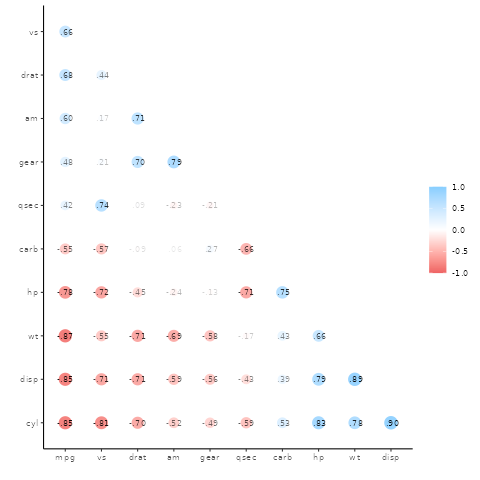 vs .66
drat .68 .44
am .60 .17 .71
gear .48 .21 .70 .79
qsec .42 .74 .09 -.23 -.21
carb -.55 -.57 -.09 .06 .27 -.66
hp -.78 -.72 -.45 -.24 -.13 -.71 .75
wt -.87 -.55 -.71 -.69 -.58 -.17 .43 .66
disp -.85 -.71 -.71 -.59 -.56 -.43 .39 .79 .89
cyl -.85 -.81 -.70 -.52 -.49 -.59 .53 .83 .78 .90
mpg vs drat am gear qsec carb hp wt disp
1.0
0.5
0.0
-0.5
-1.0